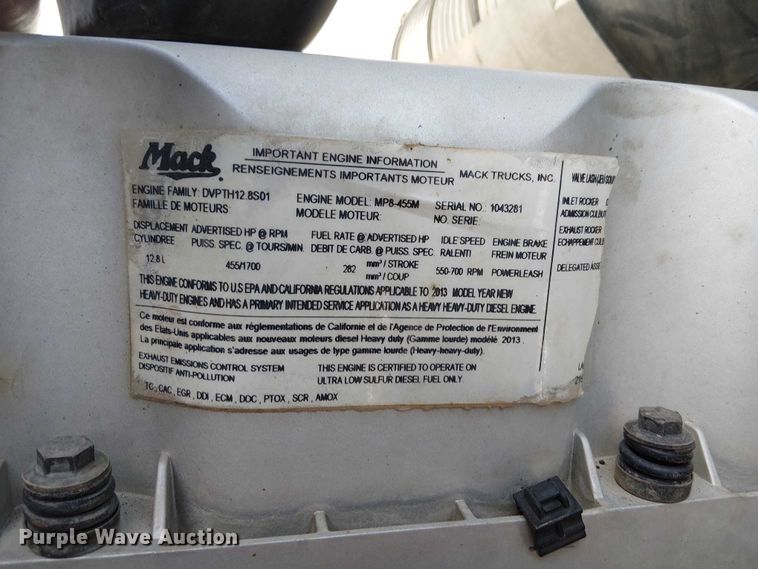 Mack
IMPORTANT ENGINE INFORMATION
RENSEIGNEMENTS IMPORTANTS MOTEUR
MACK TRUCKS, INC.
ENGINE FAMILY: DVPTH12.8S01
FAMILLE DE MOTEURS:
ENGINE MODEL: MP8-455M
MODELE MOTEUR:
SERIAL NO.: 1043281
NO. SERIE:
DISPLACEMENT ADVERTISED HP @ RPM FUEL RATE @ ADVERTISED HP IDLE SPEED ENGINE BRAKE
CYLINDREE PUISS. SPEC. @ TOURS/MIN. DEBIT DE CARB. @ PUISS. SPEC. RALENTI FREIN MOTEUR
12.8 L 455/1700 282 mm³ / STROKE 550-700 RPM POWERLEASH
mm³ / COUP
THIS ENGINE CONFORMS TO U.S EPA AND CALIFORNIA REGULATIONS APPLICABLE TO 2013 MODEL YEAR NEW
HEAVY-DUTY ENGINES AND HAS A PRIMARY INTENDED SERVICE APPLICATION AS A HEAVY HEAVY-DUTY DIESEL ENGINE.
Ce moteur est conforme aux réglementations de Californie et de l'Agence de Protection de l'Environment
des Etats-Unis applicables aux nouveaux moteurs diesel Heavy duty (Gamme lourde) modélé 2013.
La principale application s'adresse aux usages de type gamme lourde (Heavy-heavy-duty).
EXHAUST EMISSIONS CONTROL SYSTEM
DISPOSITIF ANTI-POLLUTION
THIS ENGINE IS CERTIFIED TO OPERATE ON
ULTRA LOW SULFUR DIESEL FUEL ONLY.
TC, CAC, EGR, DDI, ECM, DOC, PTOX, SCR, AMOX
VALVE LASH
INLET ROCKER
ADMISSION
EXHAUST ROCKER
ECHAPPEMENT
DELEGATED
Purple Wave Auction